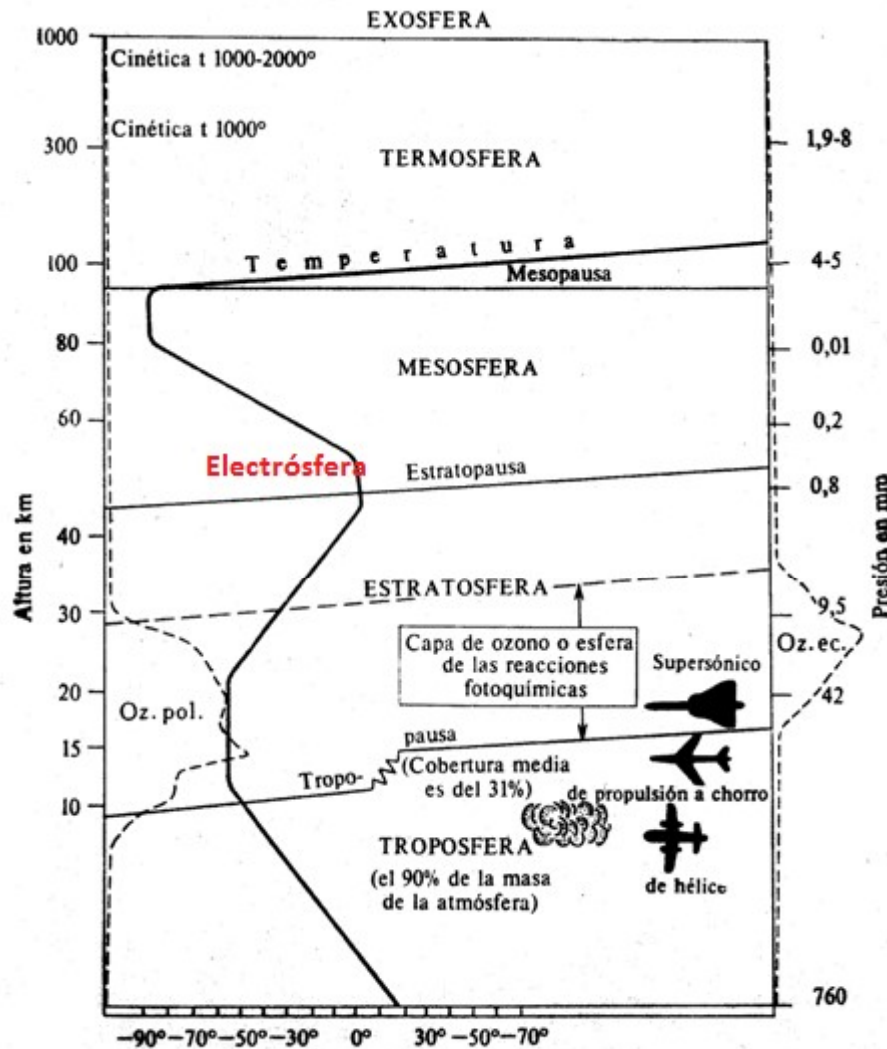 EXOSFERA
1000
Cinética t 1000-2000°
Cinética t 1000°
300
TERMOSFERA
1,9-8
Temperatura
100
4-5
Mesopausa
80
0,01
MESOSFERA
60
0,2
Electrósfera
Estratopausa
0,8
Altura en km
40
Presión en mm
ESTRATOSFERA
30
9,5
Capa de ozono o esfera
de las reacciones
fotoquímicas
Oz. ec.
Supersónico
20
42
Oz. pol.
15
Tropo-
pausa
(Cobertura media
es del 31%)
de propulsión a chorro
10
TROPOSFERA
(el 90% de la masa
de la atmósfera)
de hélice
760
-90°-70°-50°-30° 0° 30°-50°-70°